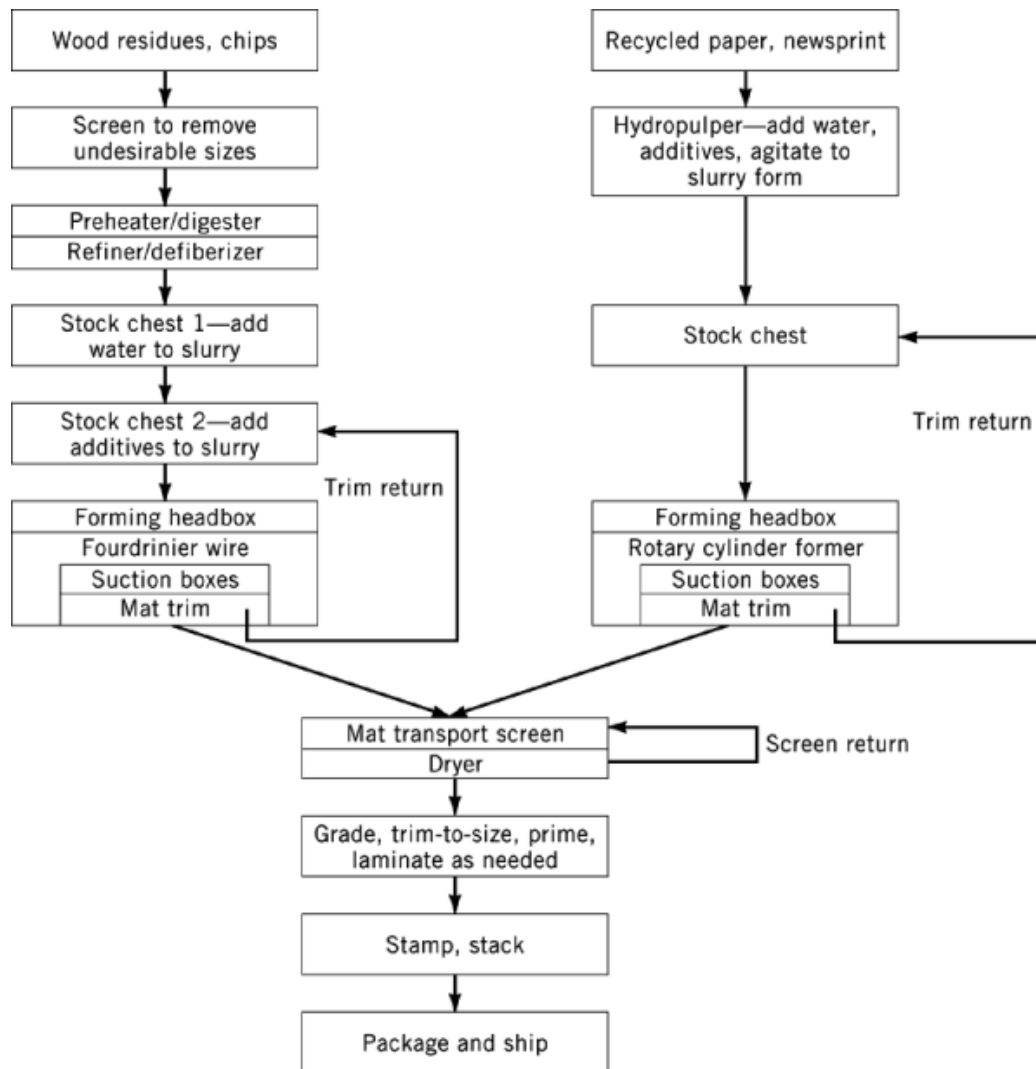 Wood residues, chips
Screen to remove
undesirable sizes
Preheater/digester
Refiner/defiberizer
Stock chest 1—add
water to slurry
Stock chest 2—add
additives to slurry
Trim return
Forming headbox
Fourdrinier wire
Suction boxes
Mat trim
Recycled paper, newsprint
Hydropulper—add water,
additives, agitate to
slurry form
Stock chest
Trim return
Forming headbox
Rotary cylinder former
Suction boxes
Mat trim
Mat transport screen
Dryer
Screen return
Grade, trim-to-size, prime,
laminate as needed
Stamp, stack
Package and ship